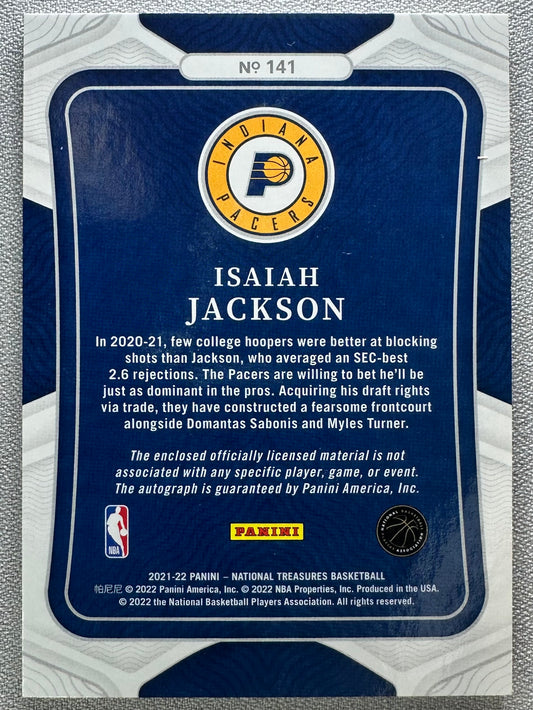 Nº 141
INDIANA
P
PACERS
ISAIAH
JACKSON
In 2020-21, few college hoopers were better at blocking
shots than Jackson, who averaged an SEC-best
2.6 rejections. The Pacers are willing to bet he'll be
just as dominant in the pros. Acquiring his draft rights
via trade, they have constructed a fearsome frontcourt
alongside Domantas Sabonis and Myles Turner.
The enclosed officially licensed material is not
associated with any specific player, game, or event.
The autograph is guaranteed by Panini America, Inc.
NBA
PANINI
NATIONAL BASKETBALL
PLAYERS ASSOCIATION
2021-22 PANINI – NATIONAL TREASURES BASKETBALL
帕尼尼 © 2022 Panini America, Inc. © 2022 NBA Properties, Inc. Produced in the USA.
© 2022 the National Basketball Players Association. All rights reserved.